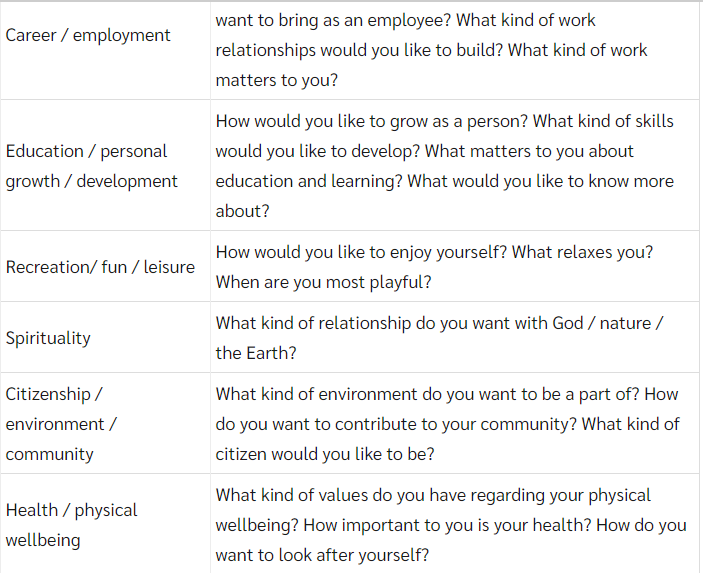 Career / employment
want to bring as an employee? What kind of work
relationships would you like to build? What kind of work
matters to you?
Education / personal
growth / development
How would you like to grow as a person? What kind of skills
would you like to develop? What matters to you about
education and learning? What would you like to know more
about?
Recreation/ fun / leisure
How would you like to enjoy yourself? What relaxes you?
When are you most playful?
Spirituality
What kind of relationship do you want with God / nature /
the Earth?
Citizenship /
environment /
community
What kind of environment do you want to be a part of? How
do you want to contribute to your community? What kind of
citizen would you like to be?
Health / physical
wellbeing
What kind of values do you have regarding your physical
wellbeing? How important to you is your health? How do you
want to look after yourself?